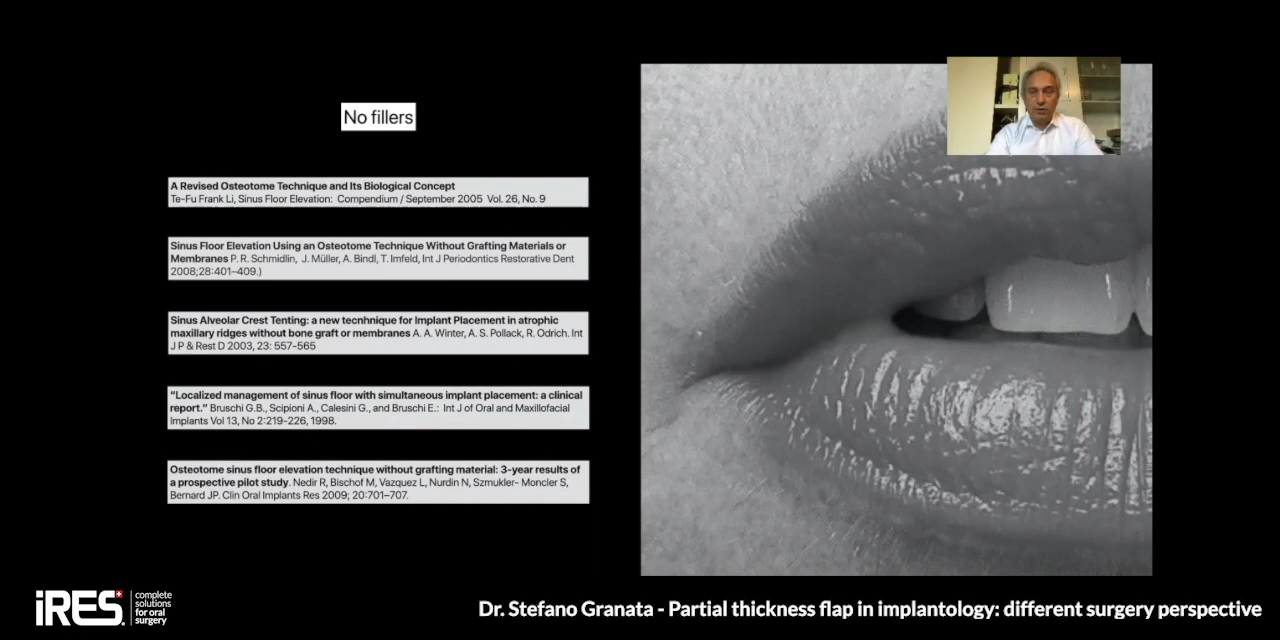 No fillers
A Revised Osteotome Technique and Its Biological Concept
Te-Fu Frank Li, Sinus Floor Elevation: Compendium / September 2005 Vol. 26, No. 9
Sinus Floor Elevation Using an Osteotome Technique Without Grafting Materials or
Membranes P. R. Schmidlin, J. Müller, A. Bindl, T. Imfeld, Int J Periodontics Restorative Dent
2008;28:401–409.)
Sinus Alveolar Crest Tenting: a new tecnhnique for Implant Placement in atrophic
maxillary ridges without bone graft or membranes A. A. Winter, A. S. Pollack, R. Odrich. Int
J P & Rest D 2003, 23: 557-565
“Localized management of sinus floor with simultaneous implant placement: a clinical
report.” Bruschi G.B., Scipioni A., Calesini G., and Bruschi E.: Int J of Oral and Maxillofacial
Implants Vol 13, No 2:219-226, 1998.
Osteotome sinus floor elevation technique without grafting material: 3-year results of
a prospective pilot study. Nedir R, Bischof M, Vazquez L, Nurdin N, Szmukler- Moncler S,
Bernard JP. Clin Oral Implants Res 2009; 20:701–707.
iRES.
complete
solutions
for oral
surgery
Dr. Stefano Granata - Partial thickness flap in implantology: different surgery perspective